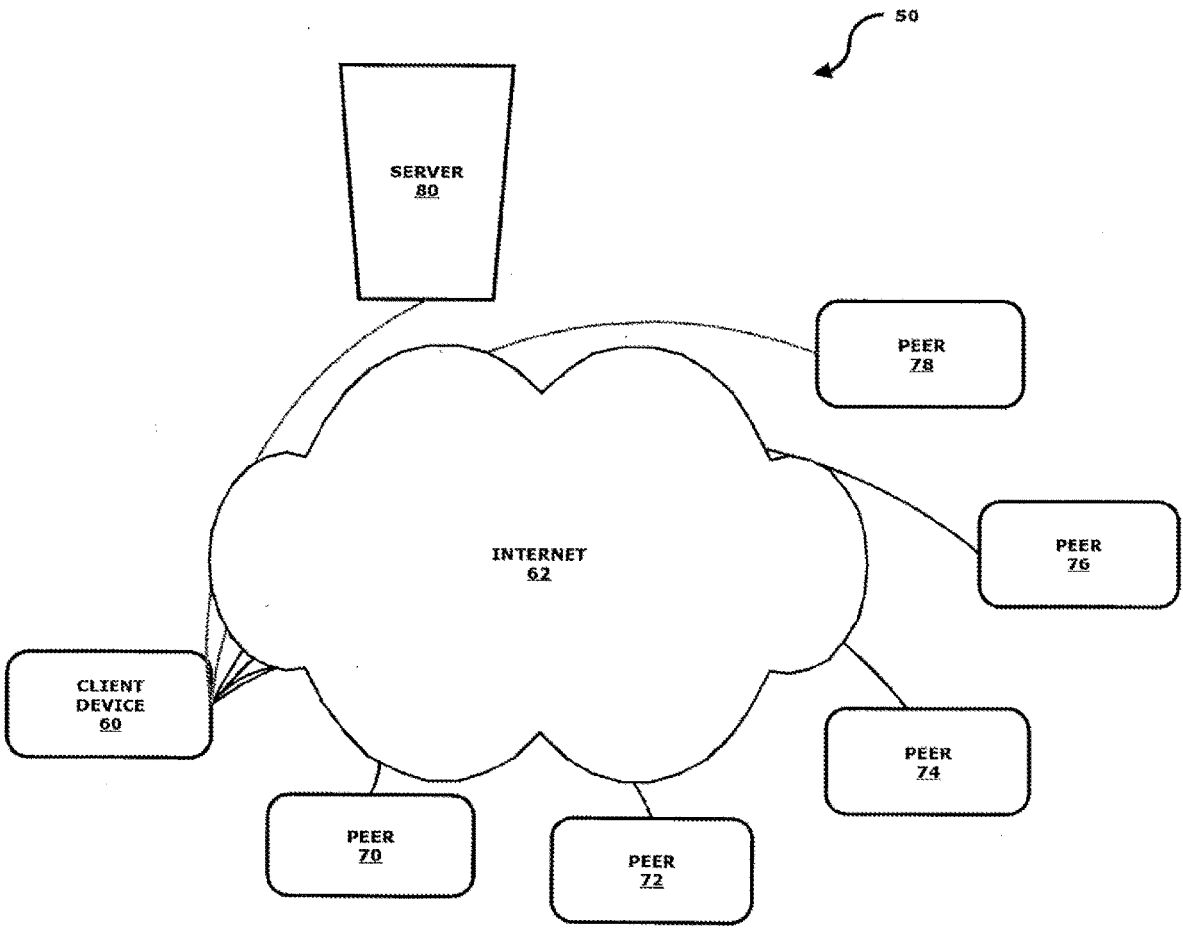 50
SERVER
80
PEER
78
PEER
76
INTERNET
62
CLIENT
DEVICE
60
PEER
74
PEER
70
PEER
72